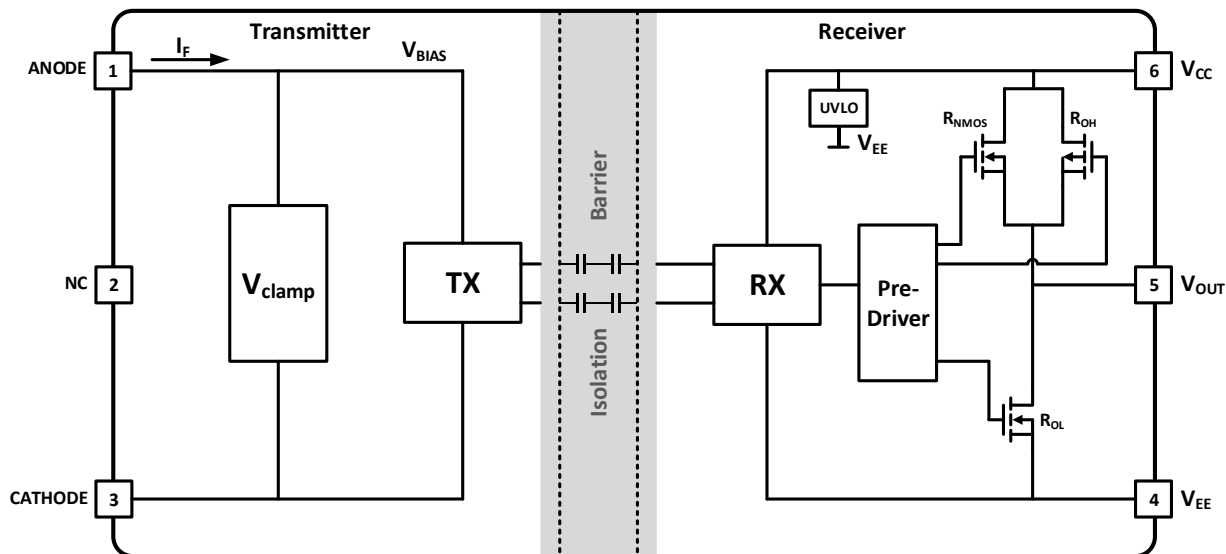 Transmitter
Receiver
ANODE
1
I_F
V_BIAS
6
V_CC
UVLO
V_EE
R_NMOS
R_OH
Barrier
NC
2
V_clamp
TX
RX
Pre-
Driver
5
V_OUT
Isolation
R_OL
CATHODE
3
4
V_EE